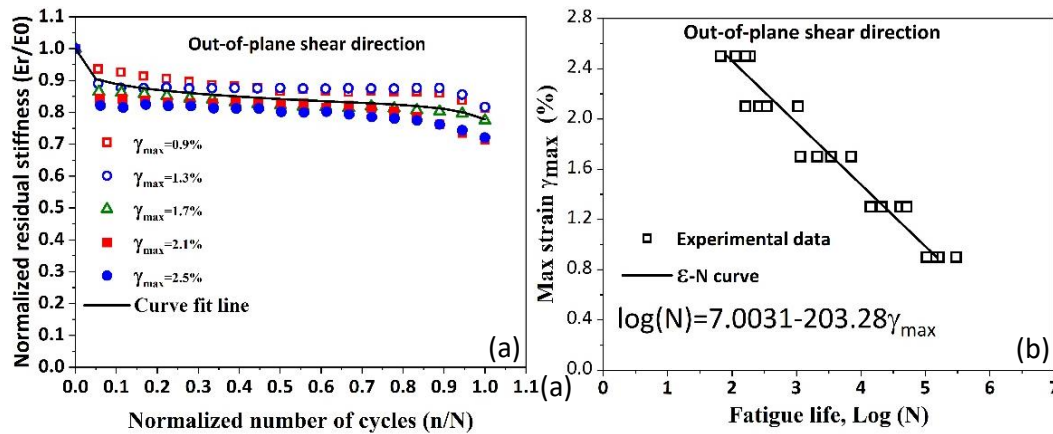 Normalized residual stiffness (Er/E0)
1.1
1.0
0.9
0.8
0.7
0.6
0.5
0.4
0.3
0.2
0.1
0.0
Out-of-plane shear direction
γmax=0.9%
γmax=1.3%
γmax=1.7%
γmax=2.1%
γmax=2.5%
Curve fit line
(a)
0.0 0.1 0.2 0.3 0.4 0.5 0.6 0.7 0.8 0.9 1.0 1.1
Normalized number of cycles (n/N)
(a)
Max strain γmax (%)
2.8
2.4
2.0
1.6
1.2
0.8
0.4
0.0
Out-of-plane shear direction
Experimental data
ε-N curve
log(N)=7.0031-203.28γmax
(b)
0 1 2 3 4 5 6 7
Fatigue life, Log (N)